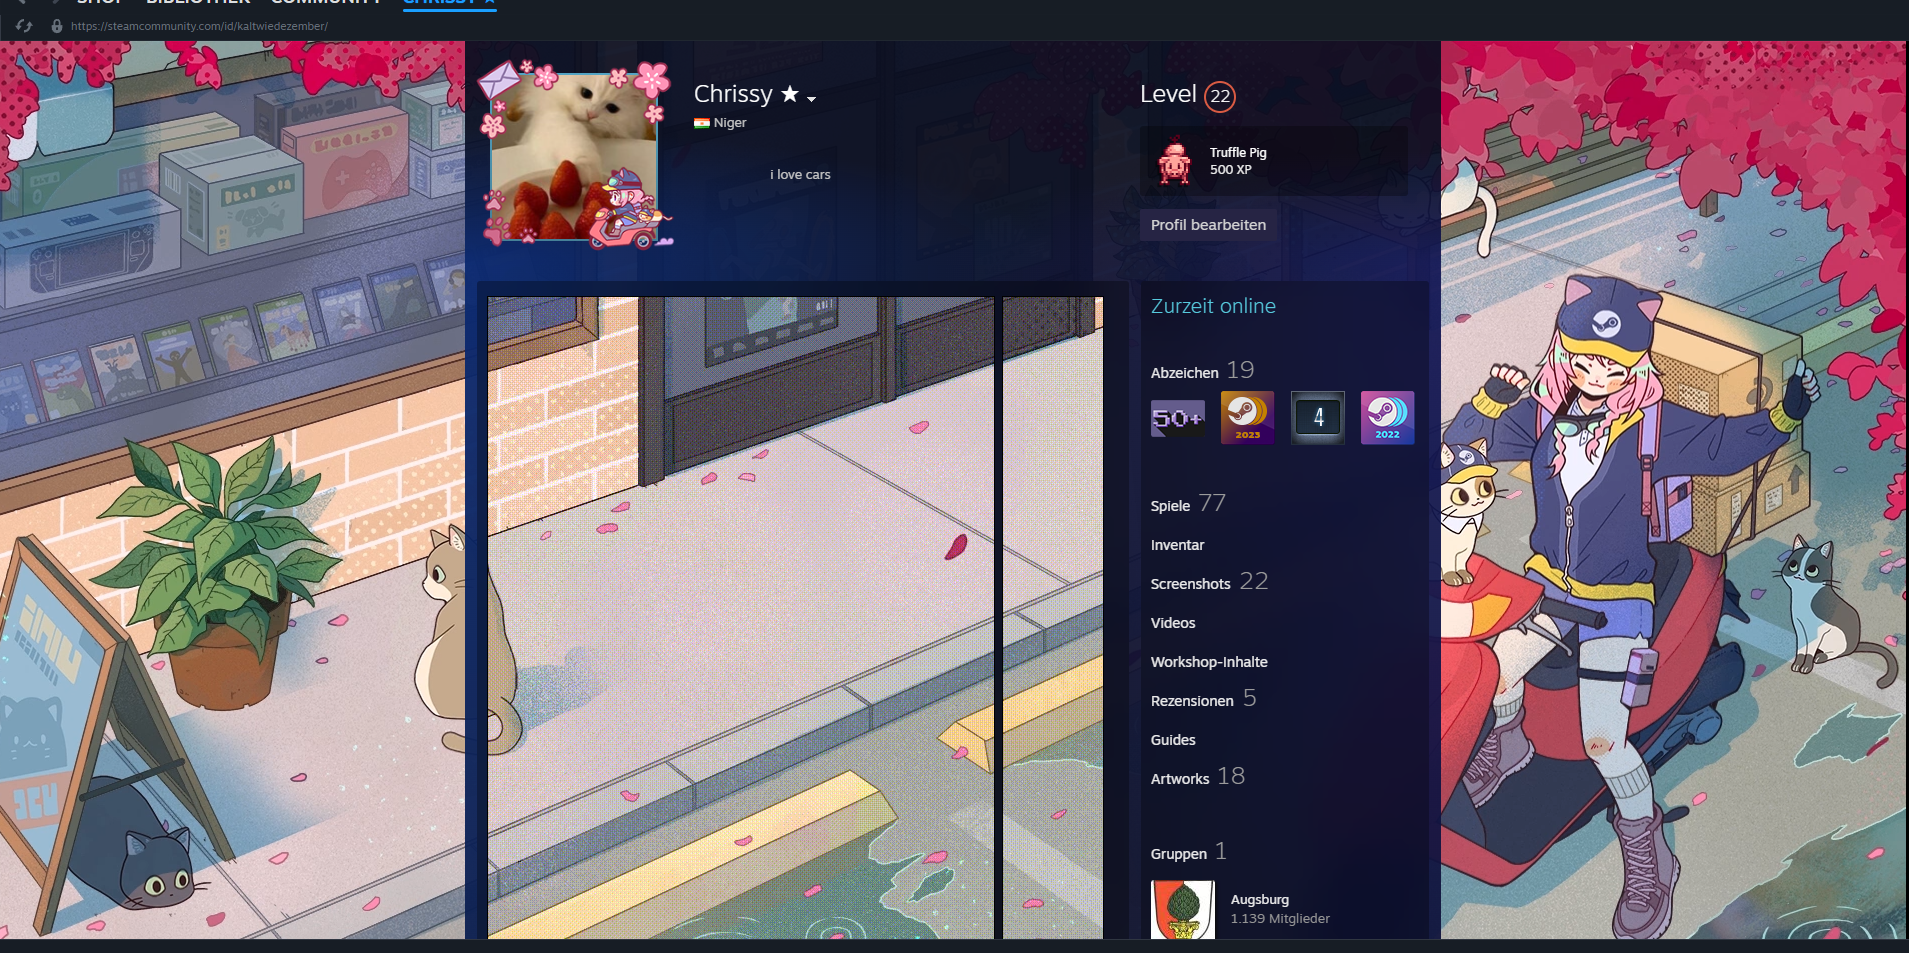 SHOP BIBLIOTHEK COMMUNITY CHRISSY ★
https://steamcommunity.com/id/kaltwiedezember/
Chrissy ★
Niger
i love cars
Level 22
Truffle Pig
500 XP
Profil bearbeiten
Zurzeit online
Abzeichen 19
50+
2023
4
2022
Spiele 77
Inventar
Screenshots 22
Videos
Workshop-Inhalte
Rezensionen 5
Guides
Artworks 18
Gruppen 1
Augsburg
1.139 Mitglieder